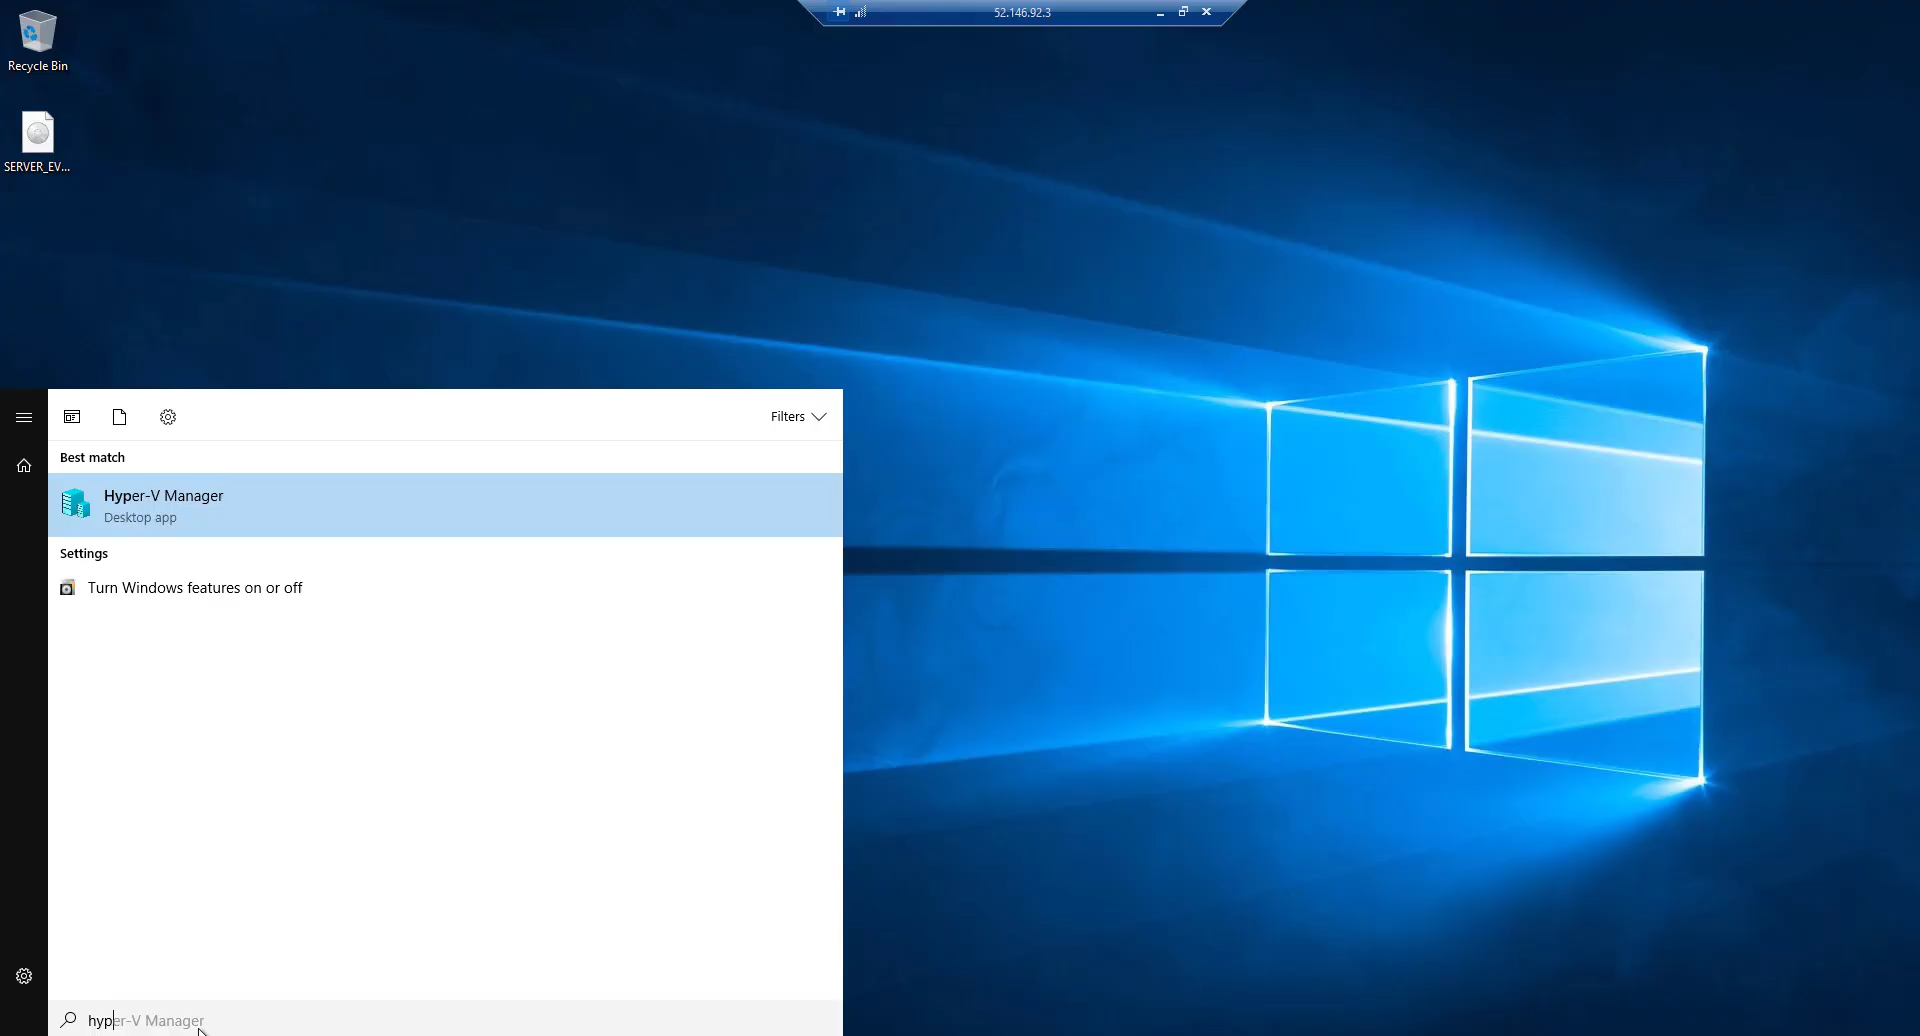 52.146.92.3
Recycle Bin
SERVER_EV...
Filters
Best match
Hyper-V Manager
Desktop app
Settings
Turn Windows features on or off
hyper-V Manager